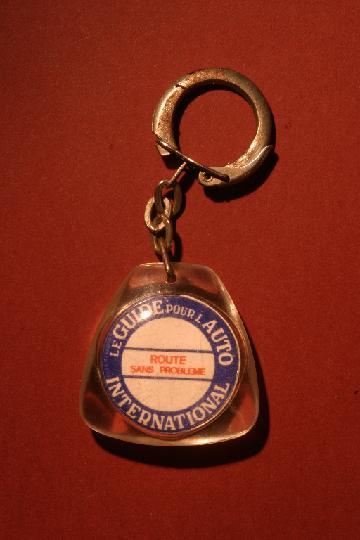 LE GUIDE POUR L'AUTO
ROUTE
SANS PROBLEME
INTERNATIONAL